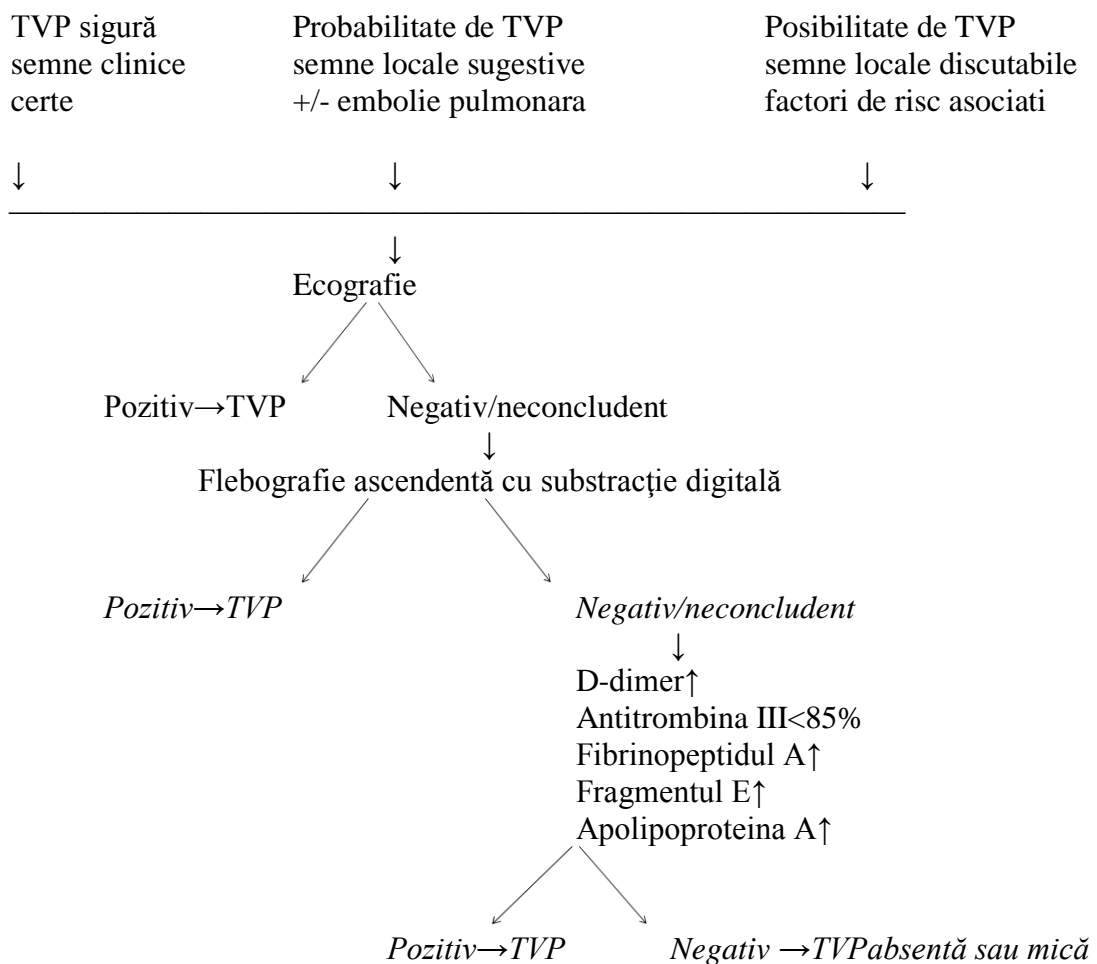 TVP sigură
semne clinice
certe
Probabilitate de TVP
semne locale sugestive
+/- embolie pulmonara
Posibilitate de TVP
semne locale discutabile
factori de risc asociati
↓ ↓ ↓
↓
Ecografie
Pozitiv→TVP Negativ/neconcludent
↓
Flebografie ascendentă cu substracţie digitală
Pozitiv→TVP Negativ/neconcludent
↓
D-dimer↑
Antitrombina III<85%
Fibrinopeptidul A↑
Fragmentul E↑
Apolipoproteina A↑
Pozitiv→TVP Negativ →TVPabsentă sau mică